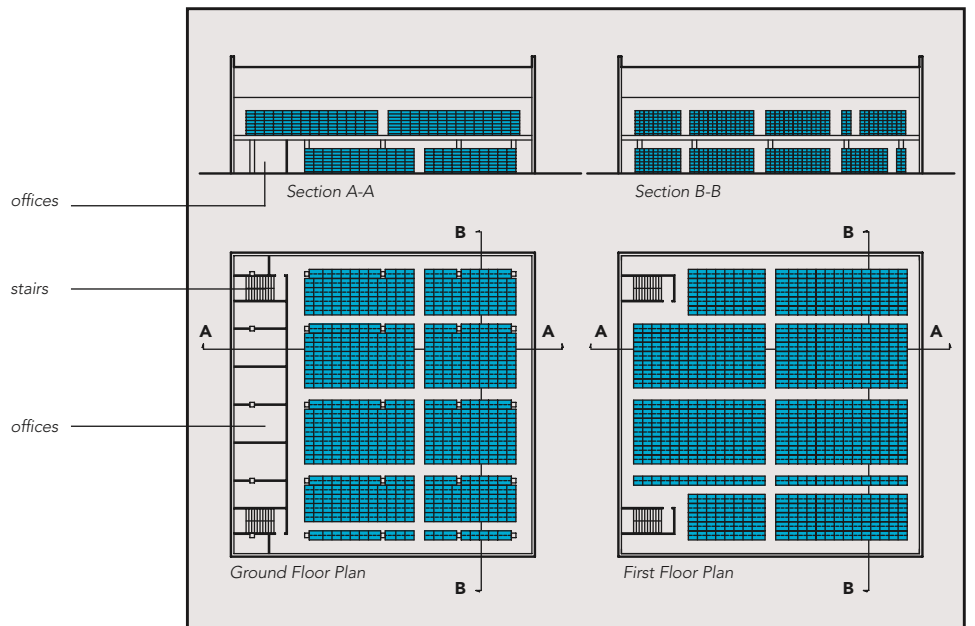 Section A-A
Section B-B
offices
B
B
stairs
A
A
A
A
offices
Ground Floor Plan
First Floor Plan
B
B